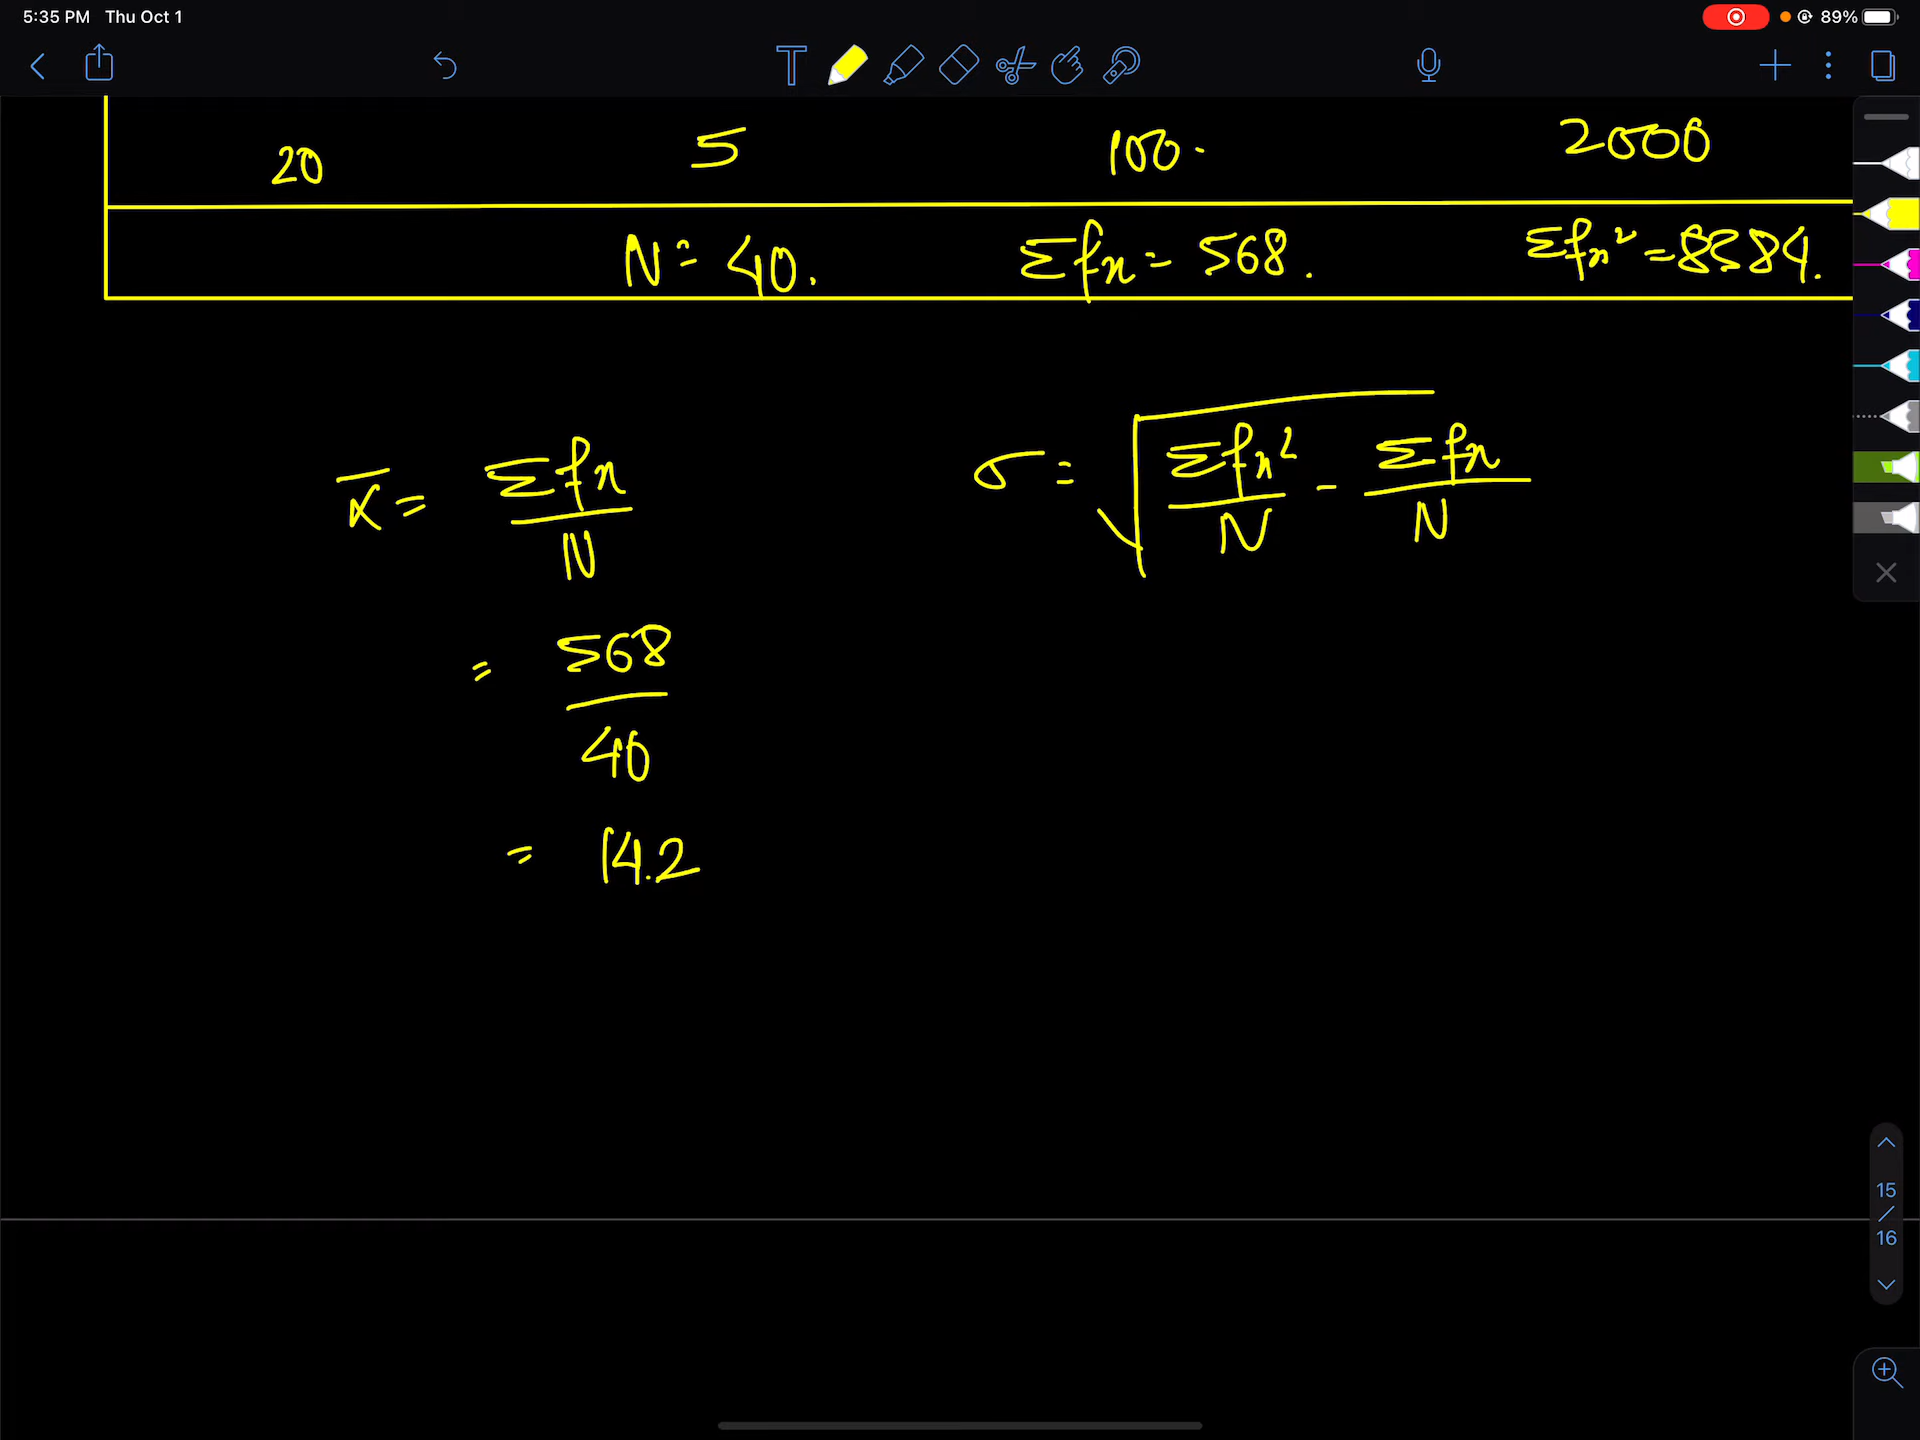 5:35 PM Thu Oct 1
89%
T
20 5 100. 2000
N = 40. Σfx = 568. Σfx² = 8584.
x̄ = Σfx / N
σ = √(Σfx² / N - Σfx / N)
= 568 / 40
= 14.2
15
/
16